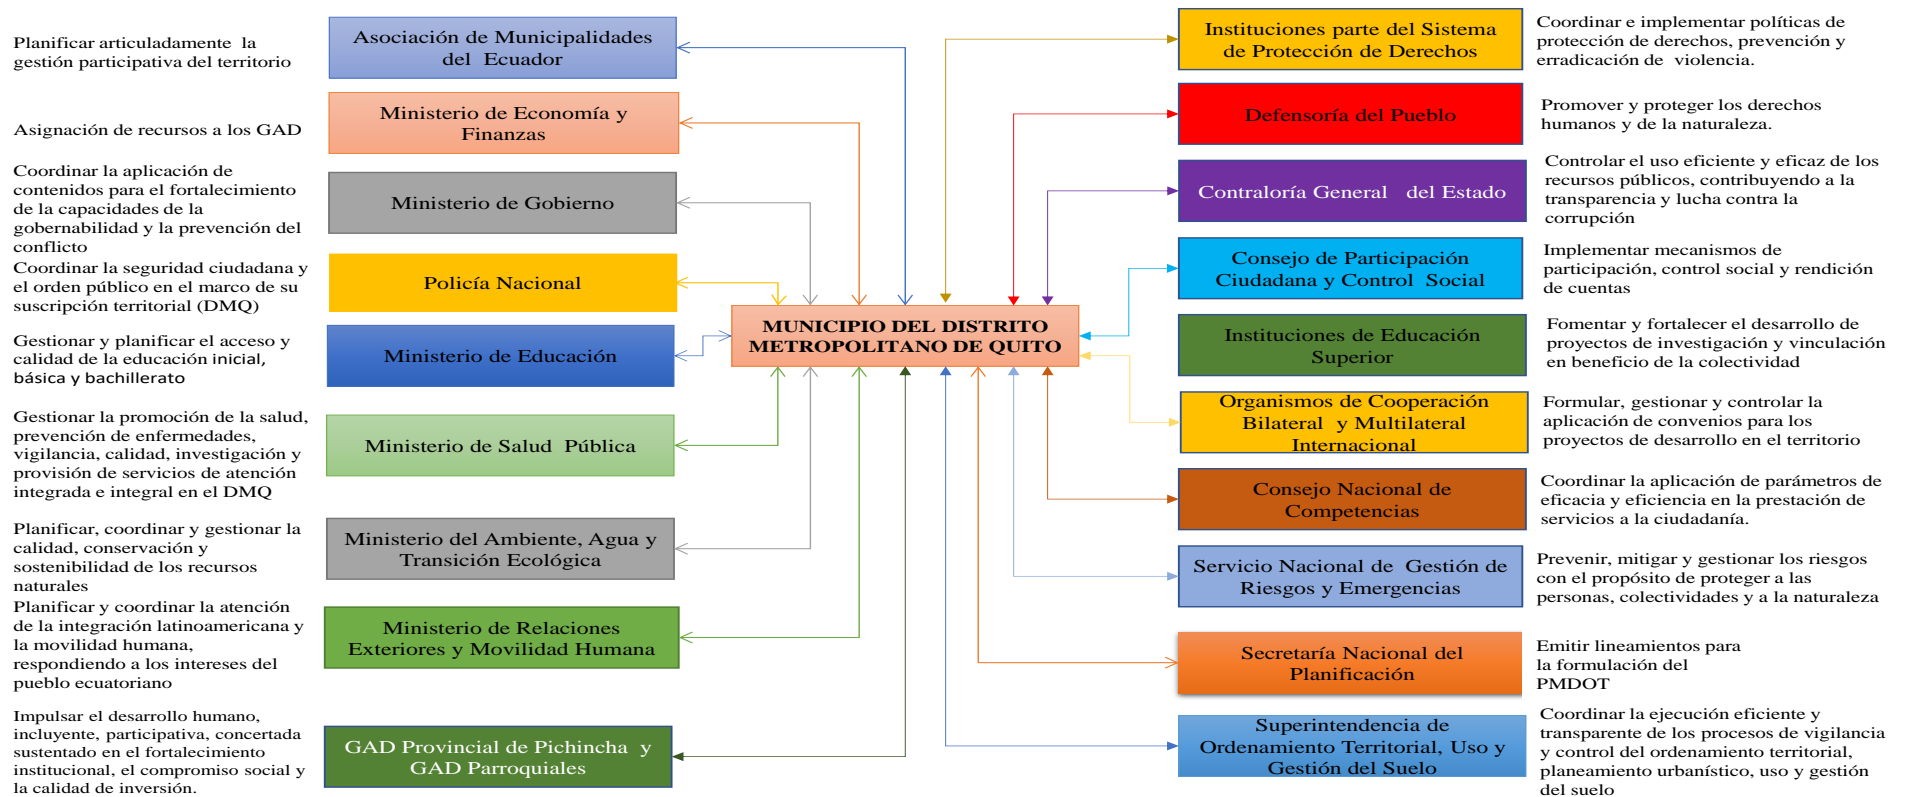 Planificar articuladamente la
gestión participativa del territorio
Asociación de Municipalidades
del Ecuador
Asignación de recursos a los GAD
Ministerio de Economía y
Finanzas
Coordinar la aplicación de
contenidos para el fortalecimiento
de la capacidades de la
gobernabilidad y la prevención del
conflicto
Ministerio de Gobierno
Coordinar la seguridad ciudadana y
el orden público en el marco de su
suscripción territorial (DMQ)
Policía Nacional
Gestionar y planificar el acceso y
calidad de la educación inicial,
básica y bachillerato
Ministerio de Educación
Gestionar la promoción de la salud,
prevención de enfermedades,
vigilancia, calidad, investigación y
provisión de servicios de atención
integrada e integral en el DMQ
Ministerio de Salud Pública
Planificar, coordinar y gestionar la
calidad, conservación y
sostenibilidad de los recursos
naturales
Ministerio del Ambiente, Agua y
Transición Ecológica
Planificar y coordinar la atención
de la integración latinoamericana y
la movilidad humana,
respondiendo a los intereses del
pueblo ecuatoriano
Ministerio de Relaciones
Exteriores y Movilidad Humana
Impulsar el desarrollo humano,
incluyente, participativa, concertada
sustentado en el fortalecimiento
institucional, el compromiso social y
la calidad de inversión.
GAD Provincial de Pichincha y
GAD Parroquiales
MUNICIPIO DEL DISTRITO
METROPOLITANO DE QUITO
Instituciones parte del Sistema
de Protección de Derechos
Coordinar e implementar políticas de
protección de derechos, prevención y
erradicación de violencia.
Defensoría del Pueblo
Promover y proteger los derechos
humanos y de la naturaleza.
Contraloría General del Estado
Controlar el uso eficiente y eficaz de los
recursos públicos, contribuyendo a la
transparencia y lucha contra la
corrupción
Consejo de Participación
Ciudadana y Control Social
Implementar mecanismos de
participación, control social y rendición
de cuentas
Instituciones de Educación
Superior
Fomentar y fortalecer el desarrollo de
proyectos de investigación y vinculación
en beneficio de la colectividad
Organismos de Cooperación
Bilateral y Multilateral
Internacional
Formular, gestionar y controlar la
aplicación de convenios para los
proyectos de desarrollo en el territorio
Consejo Nacional de
Competencias
Coordinar la aplicación de parámetros de
eficacia y eficiencia en la prestación de
servicios a la ciudadanía.
Servicio Nacional de Gestión de
Riesgos y Emergencias
Prevenir, mitigar y gestionar los riesgos
con el propósito de proteger a las
personas, colectividades y a la naturaleza
Secretaría Nacional del
Planificación
Emitir lineamientos para
la formulación del
PMDOT
Superintendencia de
Ordenamiento Territorial, Uso y
Gestión del Suelo
Coordinar la ejecución eficiente y
transparente de los procesos de vigilancia
y control del ordenamiento territorial,
planeamiento urbanístico, uso y gestión
del suelo